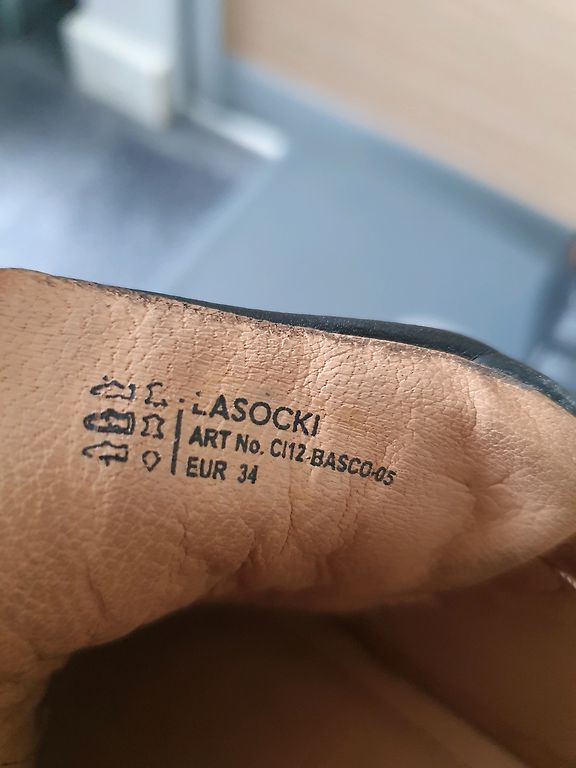 LASOCKI
ART No. CI12-BASCO-05
EUR 34